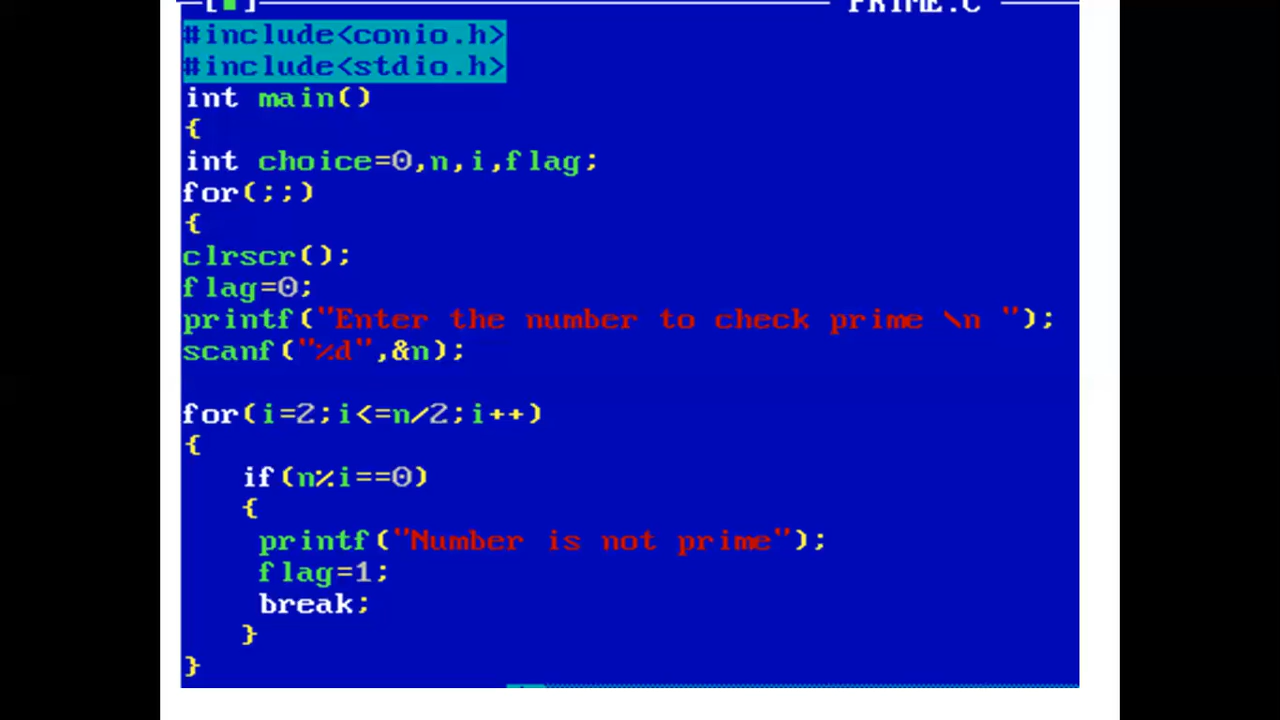 PRIME.C
#include<conio.h>
#include<stdio.h>
int main()
{
int choice=0,n,i,flag;
for(;;)
{
clrscr();
flag=0;
printf("Enter the number to check prime \n ");
scanf("%d",&n);
for(i=2;i<=n/2;i++)
{
if(n%i==0)
{
printf("Number is not prime");
flag=1;
break;
}
}